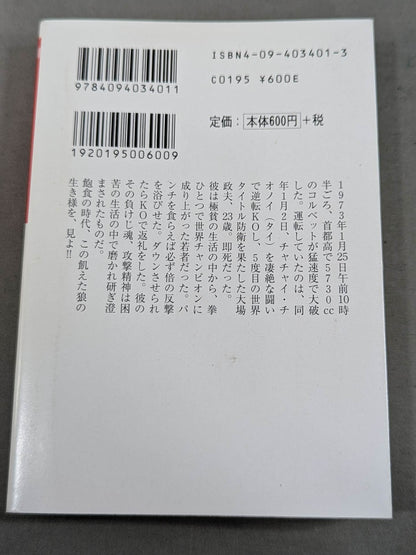 ISBN4-09-403401-3
C0195 ¥600E
定価：本体600円+税
9784094034011
1920195006009
1973年1月25日午前10時
半ごろ、首都高で5730cc
のコルベットが猛速度で大破
した。運転していたのは、同
年1月2日、チャチャイ・チ
オノイ（タイ）を凄絶な闘い
で逆転KOし、5度目の世界
タイトル防衛を果たした大場
政夫、23歳。即死だった。
彼は極貧の生活の中から、拳
ひとつで世界チャンピオンに
成り上がった若者だった。パ
ンチを食らえば必ず倍の反撃
を浴びせた。ダウンさせられ
たらKOで返礼をした。彼の
その負けじ魂、攻撃精神は困
苦の生活の中で磨かれ研ぎ澄
まされたものだ。
飽食の時代、この飢えた狼の
生き様を、見よ!!